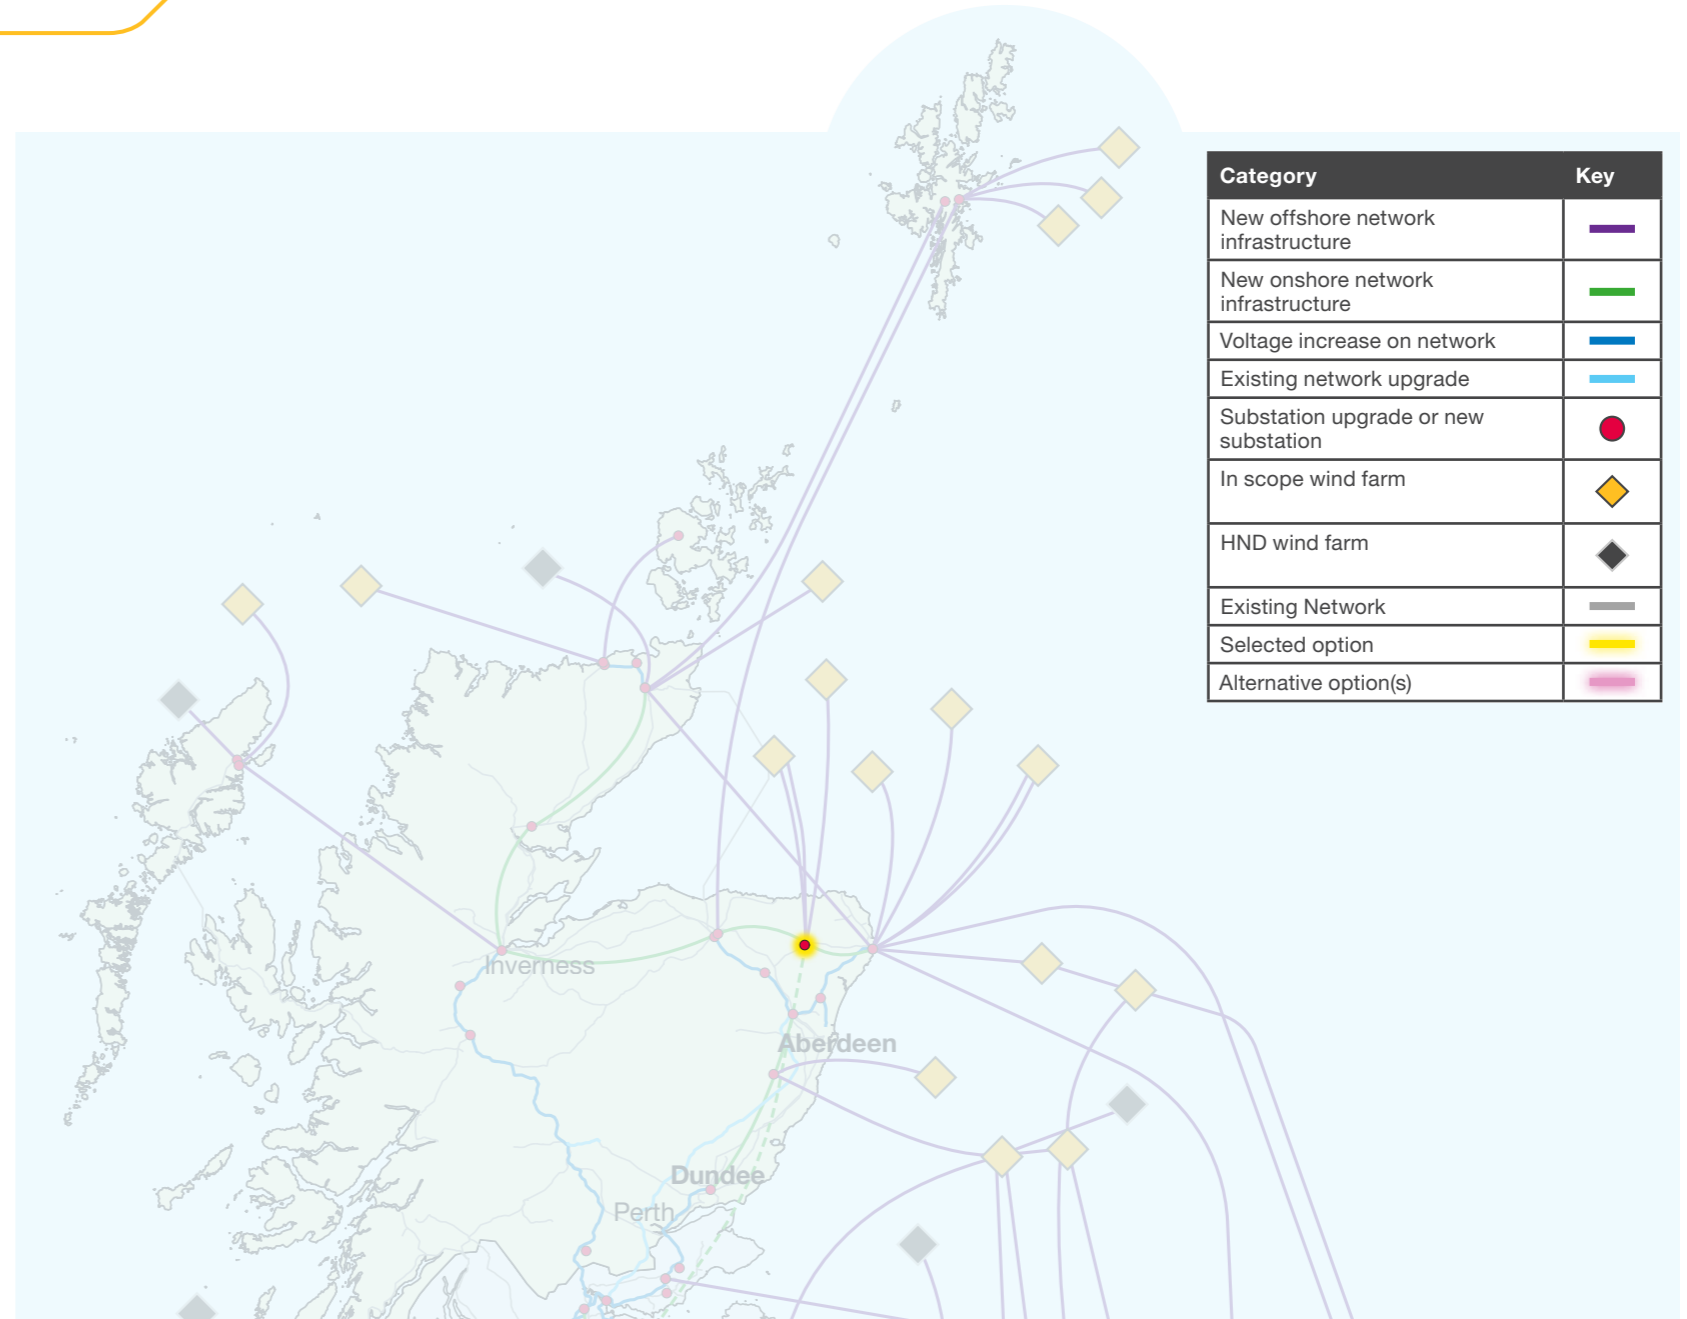 Category Key
New offshore network
infrastructure
New onshore network
infrastructure
Voltage increase on network
Existing network upgrade
Substation upgrade or new
substation
In scope wind farm
HND wind farm
Existing Network
Selected option
Alternative option(s)
Inverness
Aberdeen
Dundee
Perth